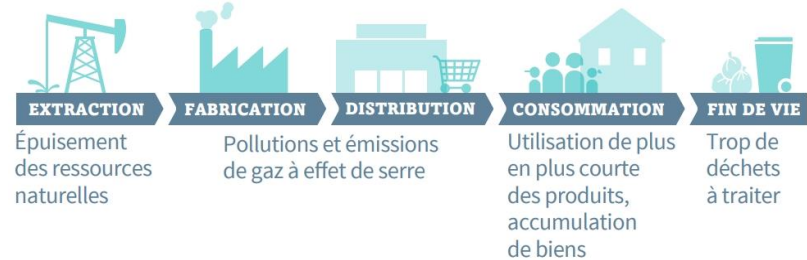 EXTRACTION
FABRICATION
DISTRIBUTION
CONSOMMATION
FIN DE VIE
Épuisement
des ressources
naturelles
Pollutions et émissions
de gaz à effet de serre
Utilisation de plus
en plus courte
des produits,
accumulation
de biens
Trop de
déchets
à traiter